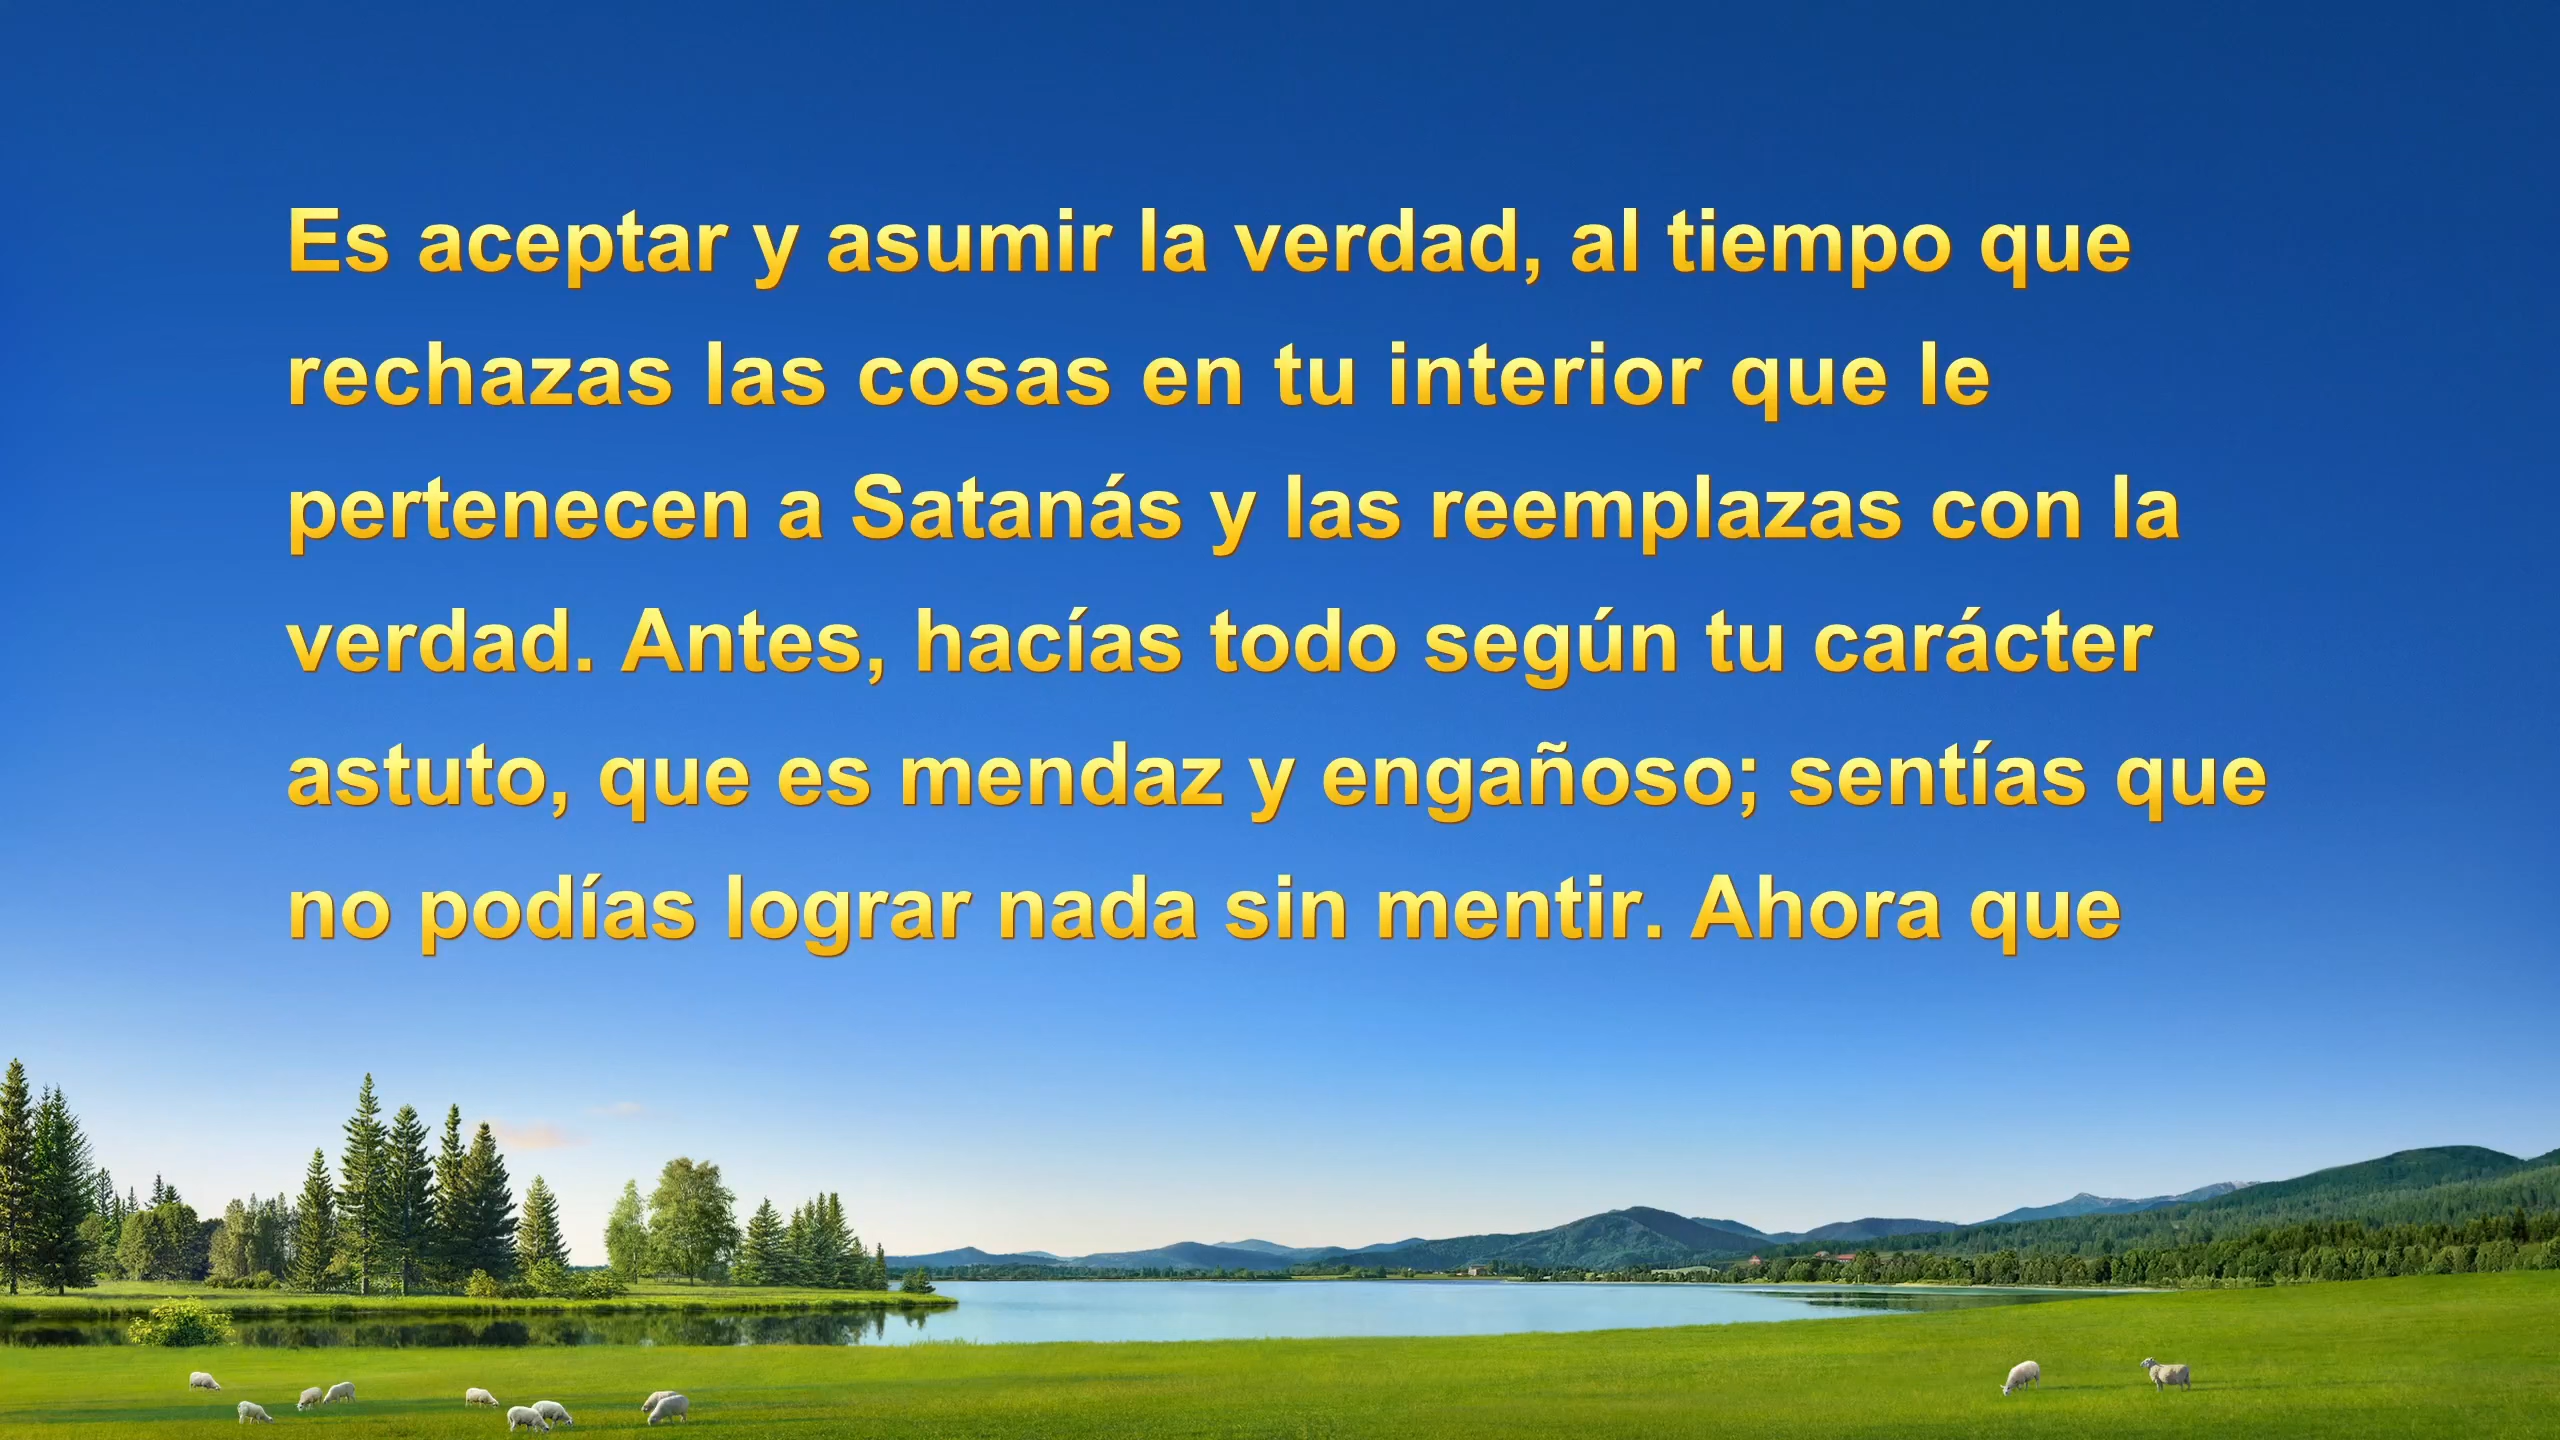 Es aceptar y asumir la verdad, al tiempo que
rechazas las cosas en tu interior que le
pertenecen a Satanás y las reemplazas con la
verdad. Antes, hacías todo según tu carácter
astuto, que es mendaz y engañoso; sentías que
no podías lograr nada sin mentir. Ahora que